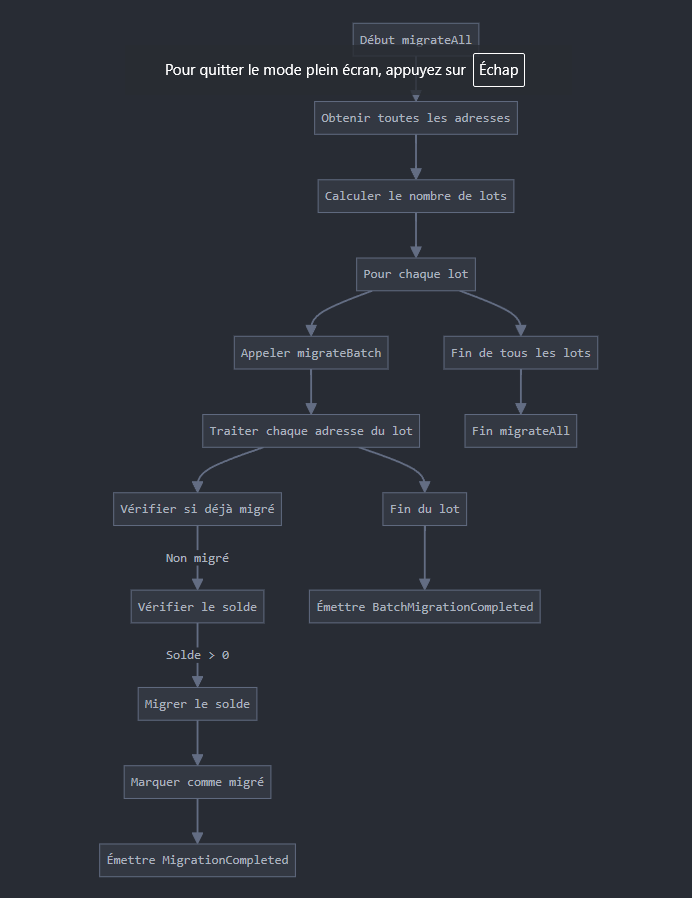 Début migrateAll
Pour quitter le mode plein écran, appuyez sur Échap
Obtenir toutes les adresses
Calculer le nombre de lots
Pour chaque lot
Appeler migrateBatch
Fin de tous les lots
Traiter chaque adresse du lot
Fin migrateAll
Vérifier si déjà migré
Fin du lot
Non migré
Vérifier le solde
Émettre BatchMigrationCompleted
Solde > 0
Migrer le solde
Marquer comme migré
Émettre MigrationCompleted